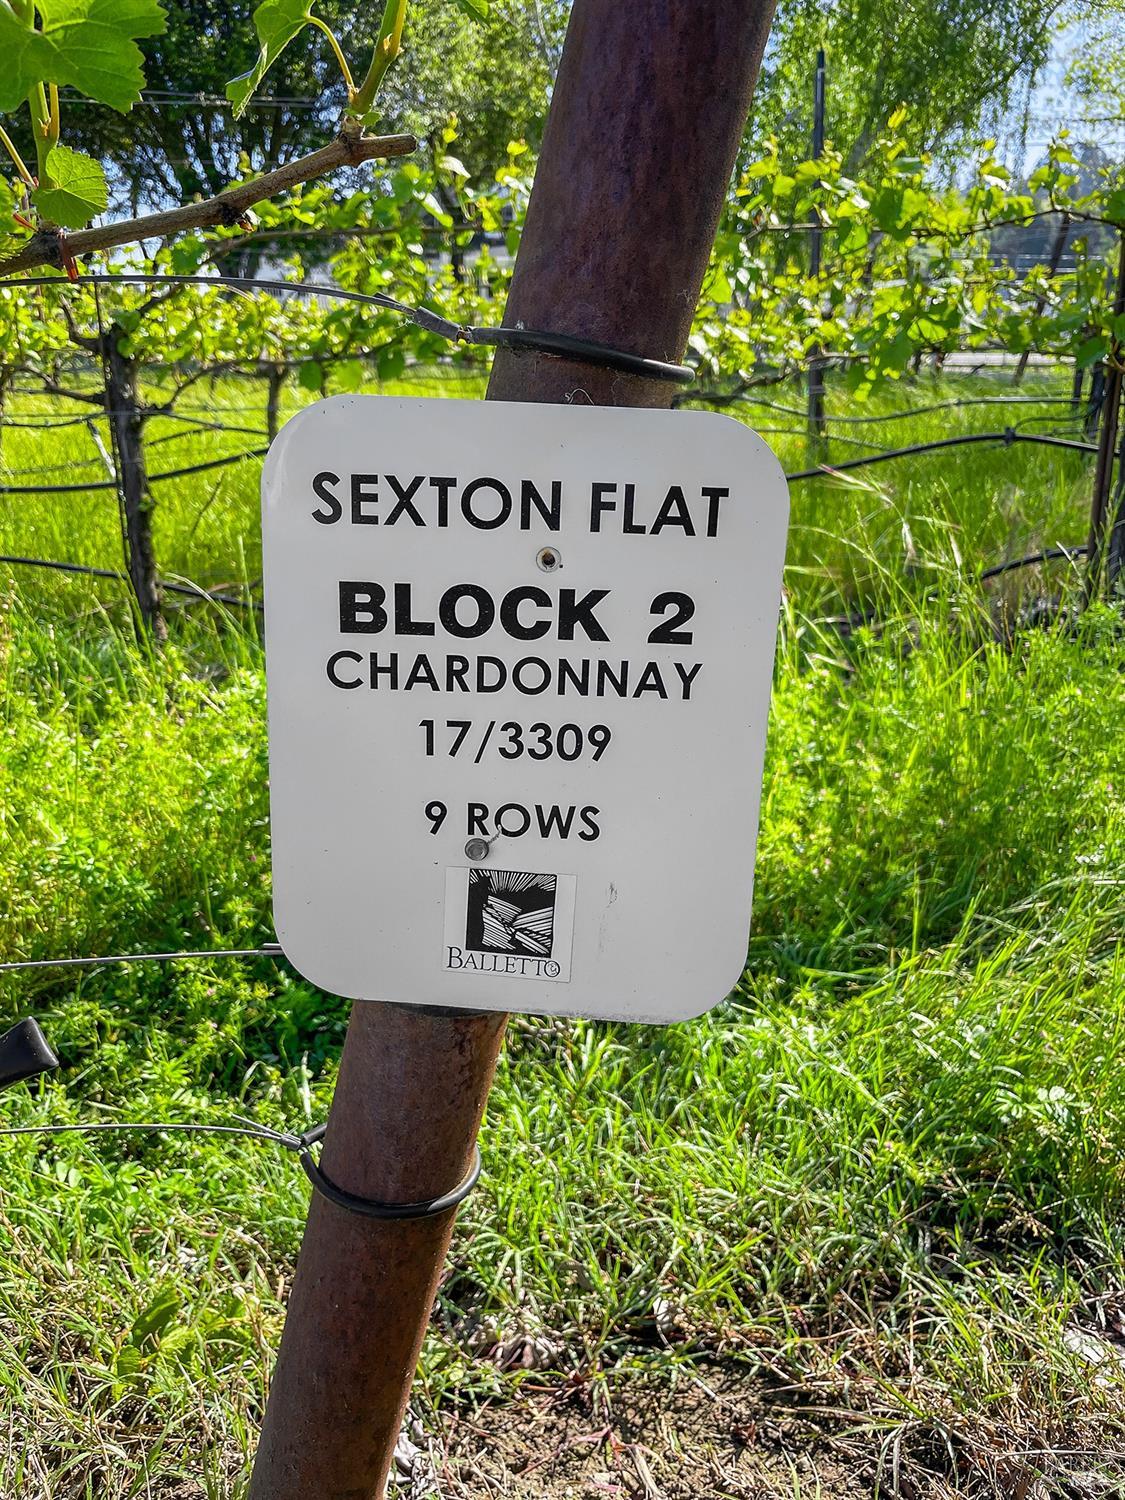 SEXTON FLAT
BLOCK 2
CHARDONNAY
17/3309
9 ROWS
BALLETTO